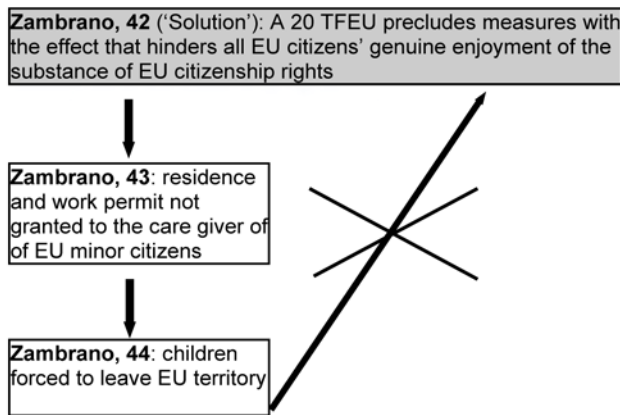 Zambrano, 42 (‘Solution’): A 20 TFEU precludes measures with
the effect that hinders all EU citizens’ genuine enjoyment of the
substance of EU citizenship rights
Zambrano, 43: residence
and work permit not
granted to the care giver of
of EU minor citizens
Zambrano, 44: children
forced to leave EU territory